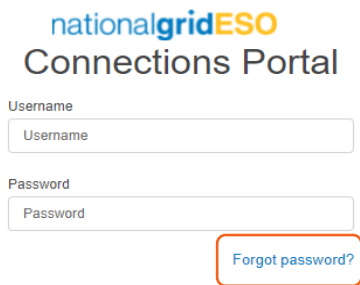 nationalgridESO
Connections Portal
Username
Username
Password
Password
Forgot password?